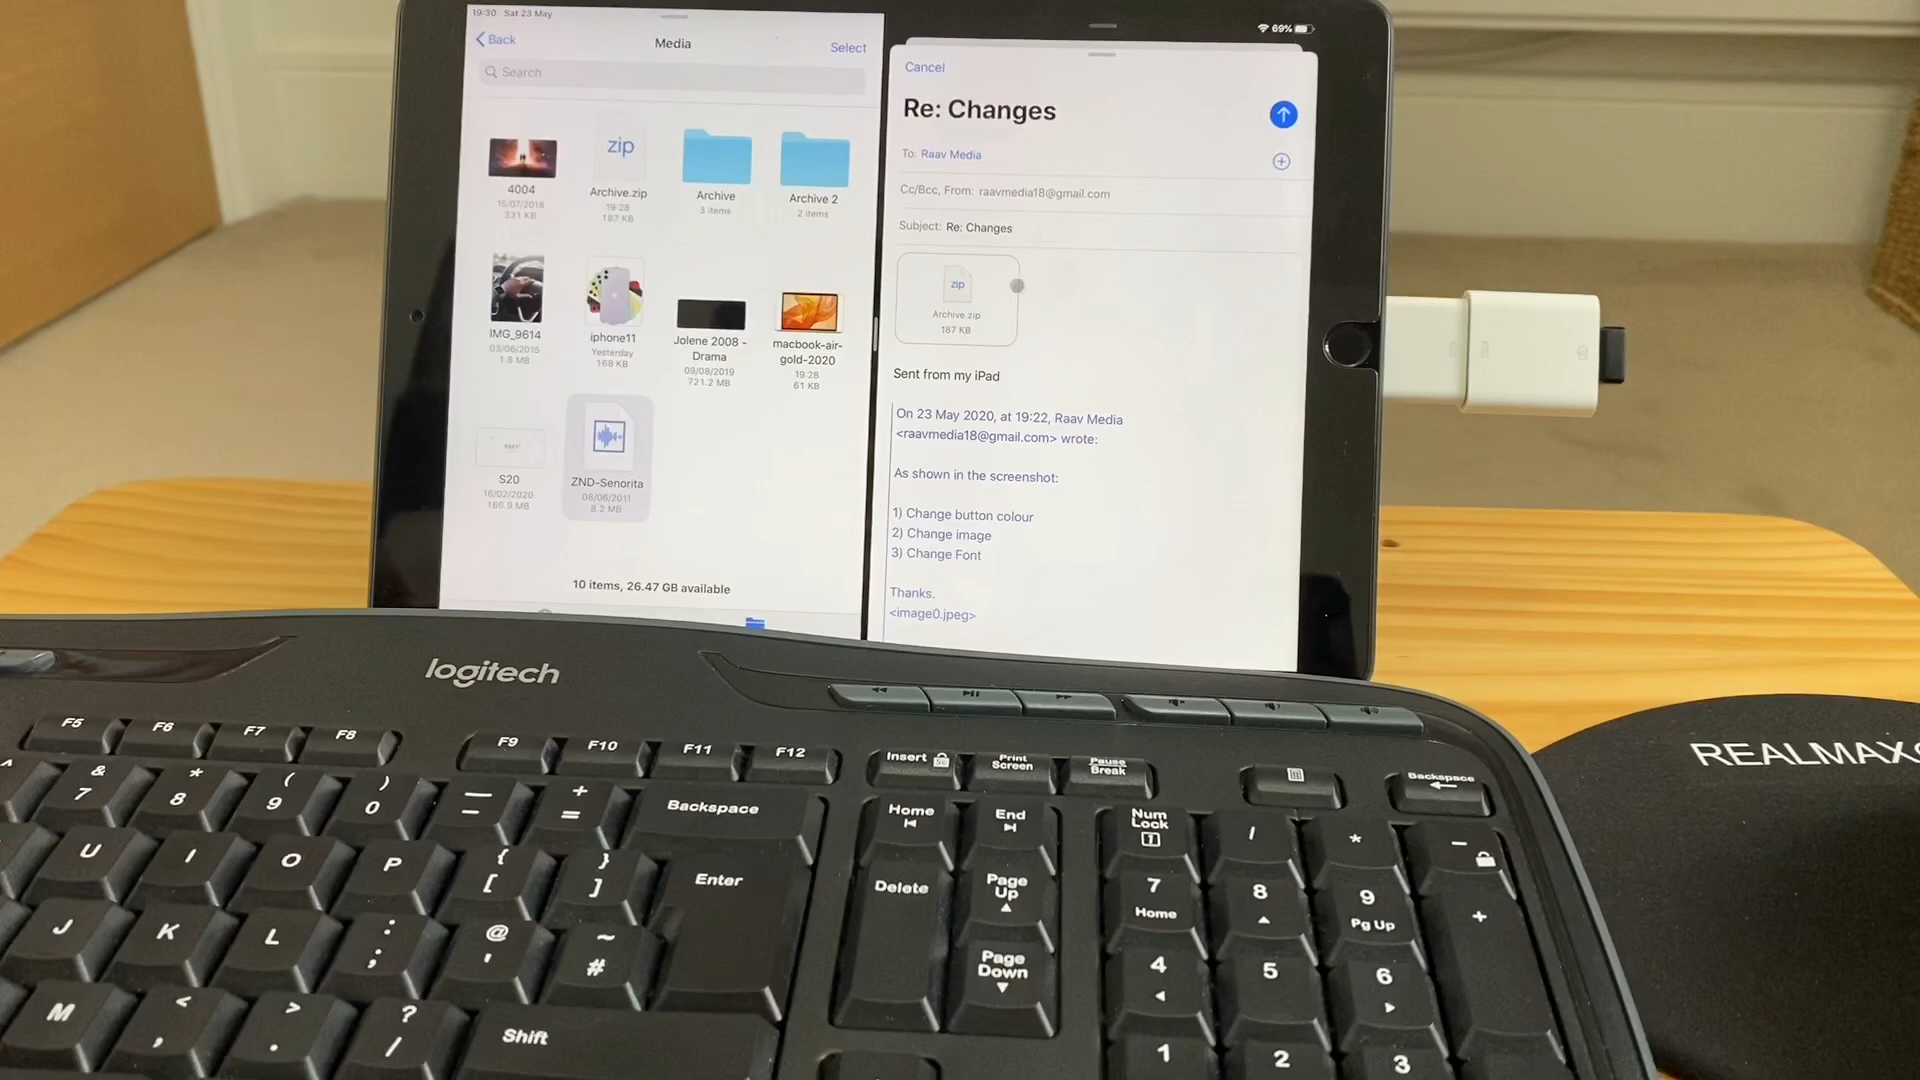 19:30 Sat 23 May
Back
Media
Select
Search
4004
15/07/2018
331 KB
zip
Archive.zip
19:28
187 KB
Archive
3 items
Archive 2
2 items
IMG_9614
03/06/2015
1.8 MB
iphone11
Yesterday
168 KB
Jolene 2008 -
Drama
09/08/2019
721.2 MB
macbook-air-
gold-2020
19:28
61 KB
S20
16/02/2020
166.9 MB
ZND-Senorita
08/06/2011
8.2 MB
10 items, 26.47 GB available
69%
Cancel
Re: Changes
To: Raav Media
Cc/Bcc, From: raavmedia18@gmail.com
Subject: Re: Changes
zip
Archive.zip
187 KB
Sent from my iPad
On 23 May 2020, at 19:22, Raav Media
<raavmedia18@gmail.com> wrote:
As shown in the screenshot:
1) Change button colour
2) Change image
3) Change Font
Thanks.
<image0.jpeg>
logitech
REALMAX
F5 F6 F7 F8 F9 F10 F11 F12 Insert Print Screen Pause Break Backspace
^ & 7 * 8 ( 9 ) 0 — - + = Backspace Home End Num Lock / * -
U I O P { [ } ] Enter Delete Page Up 7 Home 8 9 Pg Up +
J K L : ; @ ' ~ # Page Down 4 5 6
M < , > . ? / Shift 1 2 3